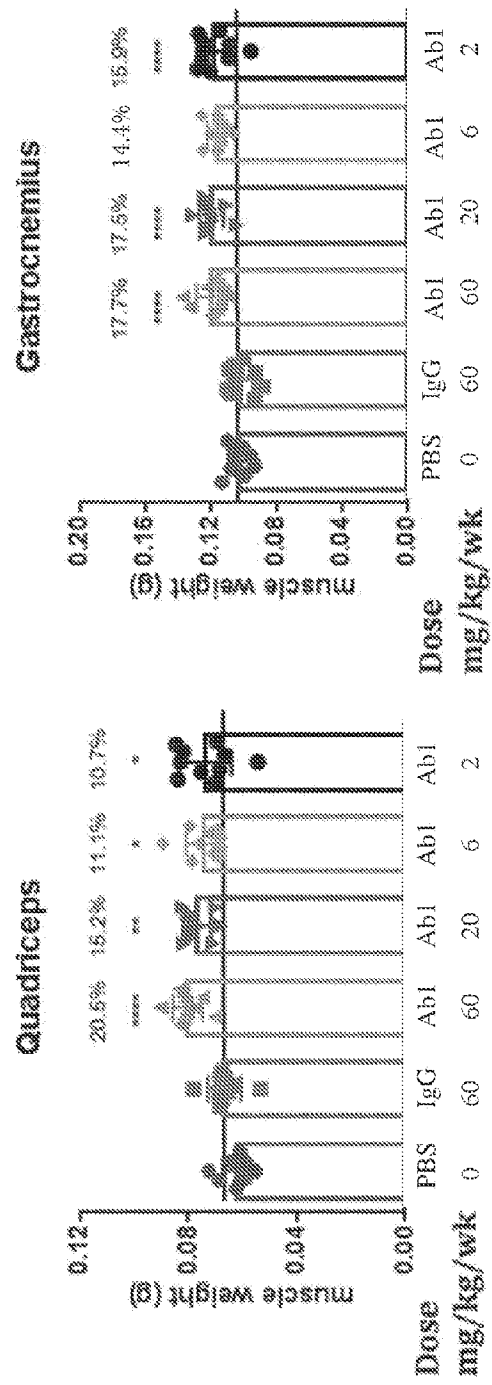 Quadriceps
20.5% 15.2% 11.1% 10.7%
**** ** * *
muscle weight (g)
0.12
0.08
0.04
0.00
PBS IgG Ab1 Ab1 Ab1 Ab1
Dose
mg/kg/wk 0 60 60 20 6 2
Gastrocnemius
17.7% 17.5% 14.4% 15.9%
**** **** ****
muscle weight (g)
0.20
0.16
0.12
0.08
0.04
0.00
PBS IgG Ab1 Ab1 Ab1 Ab1
Dose
mg/kg/wk 0 60 60 20 6 2